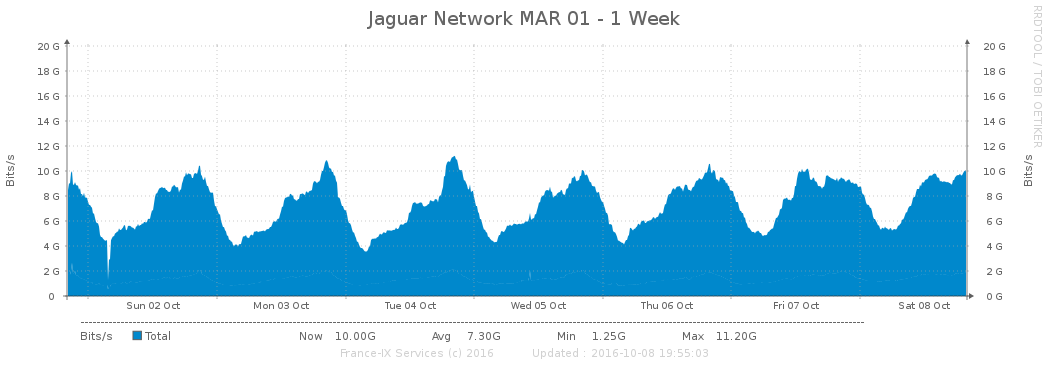 Jaguar Network MAR 01 - 1 Week
RRDTOOL / TOBI OETIKER
Bits/s
20 G 20 G
18 G 18 G
16 G 16 G
14 G 14 G
12 G 12 G
10 G 10 G
8 G 8 G
6 G 6 G
4 G 4 G
2 G 2 G
0 0 G
Bits/s
Sun 02 Oct Mon 03 Oct Tue 04 Oct Wed 05 Oct Thu 06 Oct Fri 07 Oct Sat 08 Oct
Bits/s Total Now 10.00G Avg 7.30G Min 1.25G Max 11.20G
France-IX Services (c) 2016 Updated : 2016-10-08 19:55:03